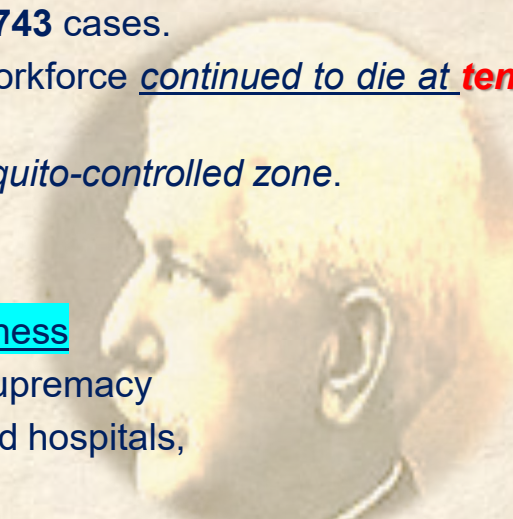 743 cases.
orkforce continued to die at ten
quito-controlled zone.
ness
upremacy
d hospitals,